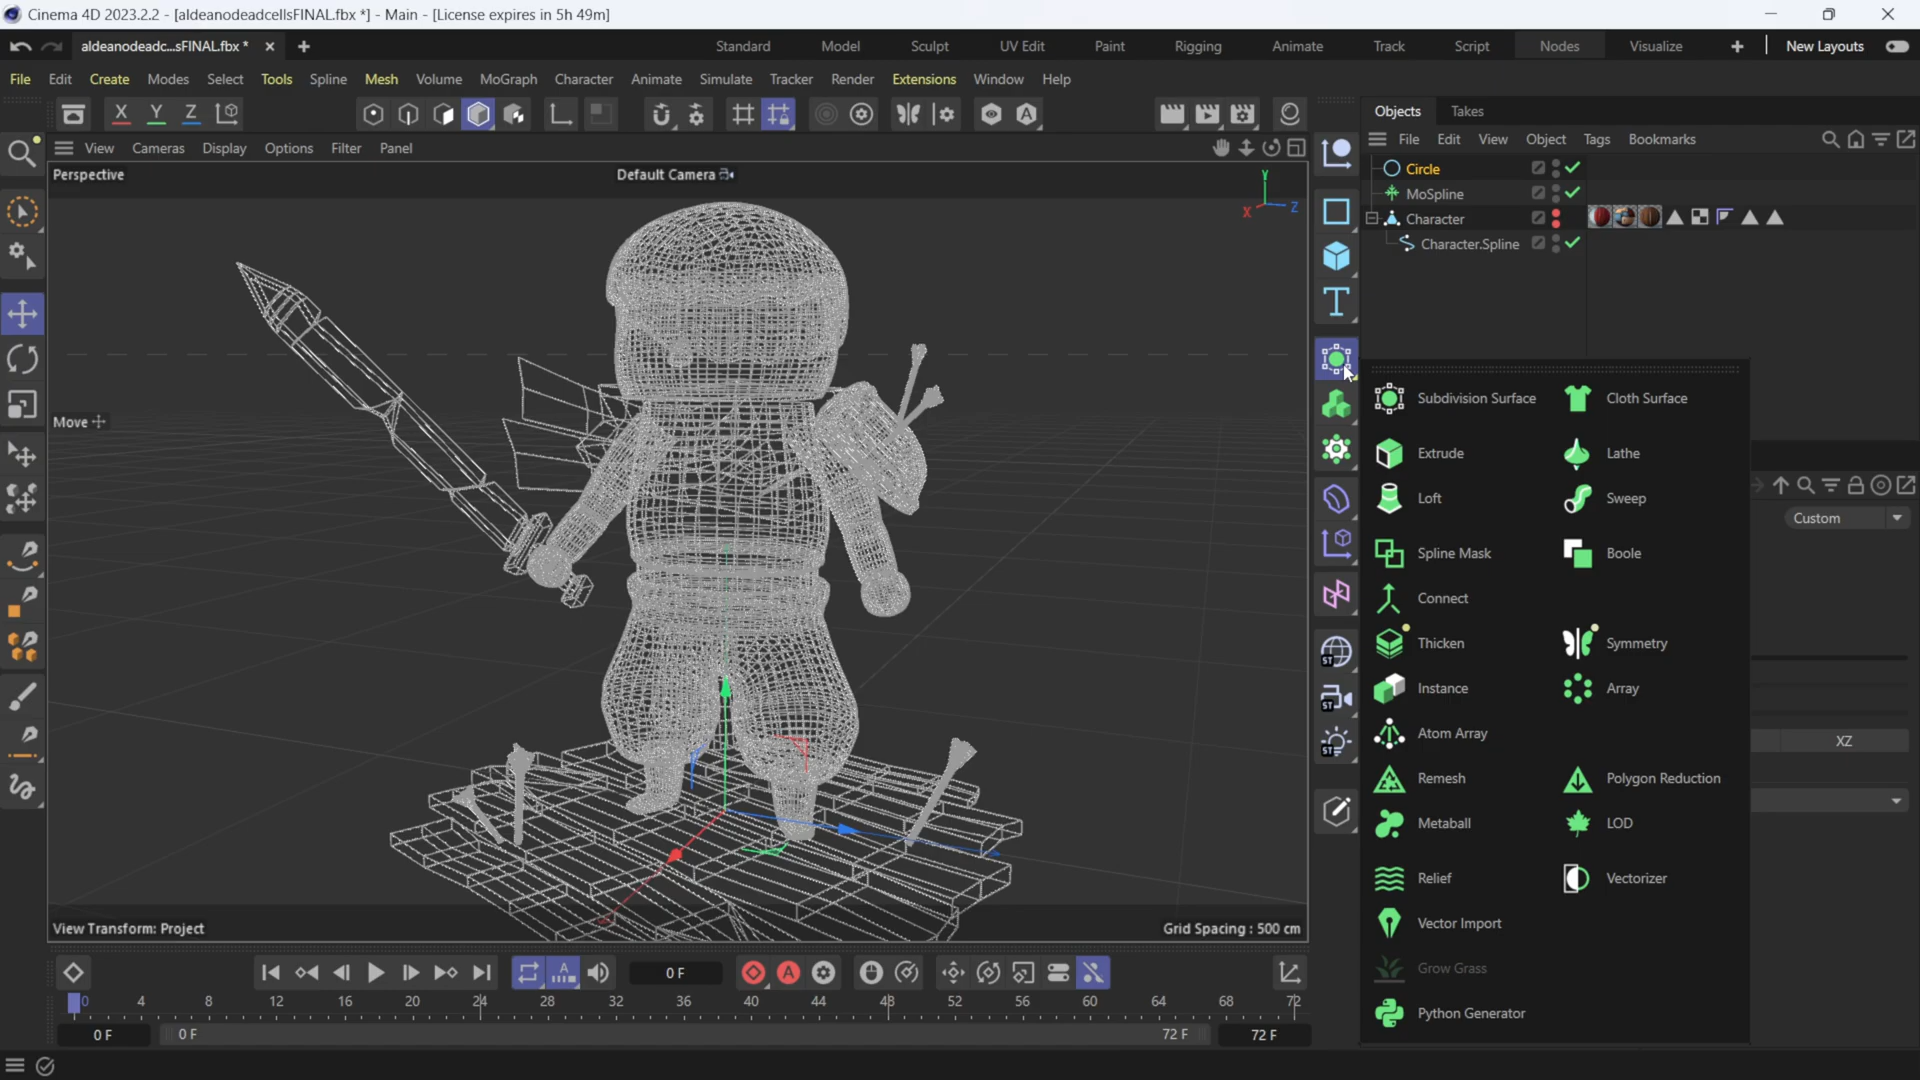 Cinema 4D 2023.2.2 - [aldeanodeadcellsFINAL.fbx *] - Main - [License expires in 5h 49m]
aldeanodeadc...sFINAL.fbx *
Standard Model Sculpt UV Edit Paint Rigging Animate Track Script Nodes Visualize New Layouts
File Edit Create Modes Select Tools Spline Mesh Volume MoGraph Character Animate Simulate Tracker Render Extensions Window Help
X Y Z
Objects Takes
File Edit View Object Tags Bookmarks
View Cameras Display Options Filter Panel
Perspective Default Camera
Y
X Z
Circle
MoSpline
Character
Character.Spline
Move
T
Subdivision Surface Cloth Surface
Extrude Lathe
Loft Sweep
Custom
Spline Mask Boole
Connect
Thicken Symmetry
ST
Instance Array
ST
Atom Array
XZ
ST
Remesh Polygon Reduction
Metaball LOD
Relief Vectorizer
Vector Import
Grow Grass
Python Generator
View Transform: Project Grid Spacing : 500 cm
0 F
0 4 8 12 16 20 24 28 32 36 40 44 48 52 56 60 64 68 72
0 F 0 F 72 F 72 F